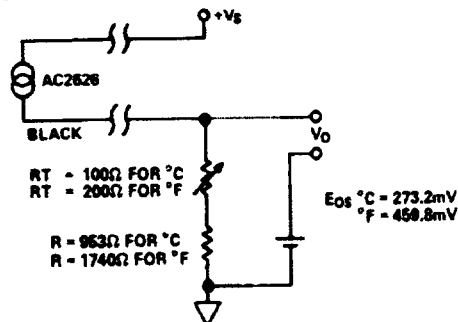 +VS
AC2626
BLACK
VO
RT = 100Ω FOR °C
RT = 200Ω FOR °F
EOS °C = 273.2mV
°F = 459.8mV
R = 953Ω FOR °C
R = 1740Ω FOR °F